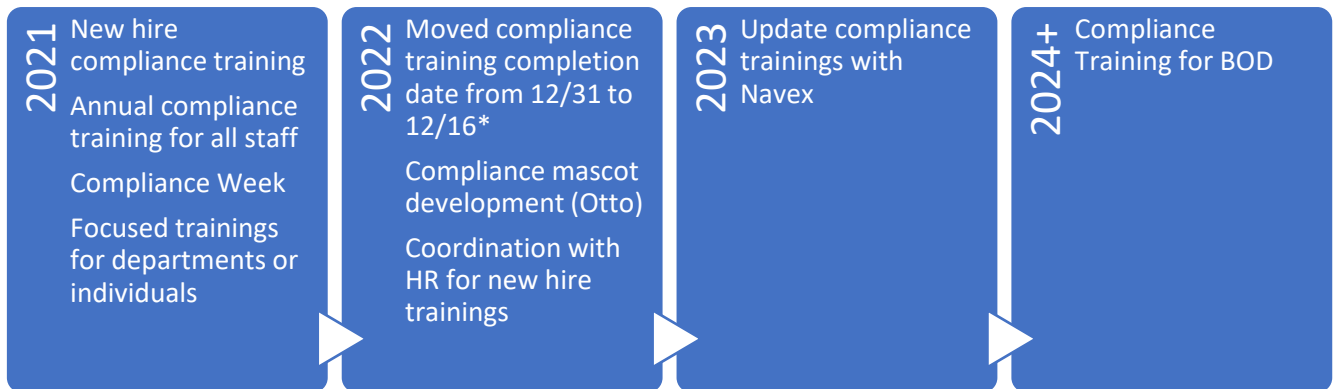 2021
New hire
compliance training
Annual compliance
training for all staff
Compliance Week
Focused trainings
for departments or
individuals
2022
Moved compliance
training completion
date from 12/31 to
12/16*
Compliance mascot
development (Otto)
Coordination with
HR for new hire
trainings
2023
Update compliance
trainings with
Navex
2024+
Compliance
Training for BOD